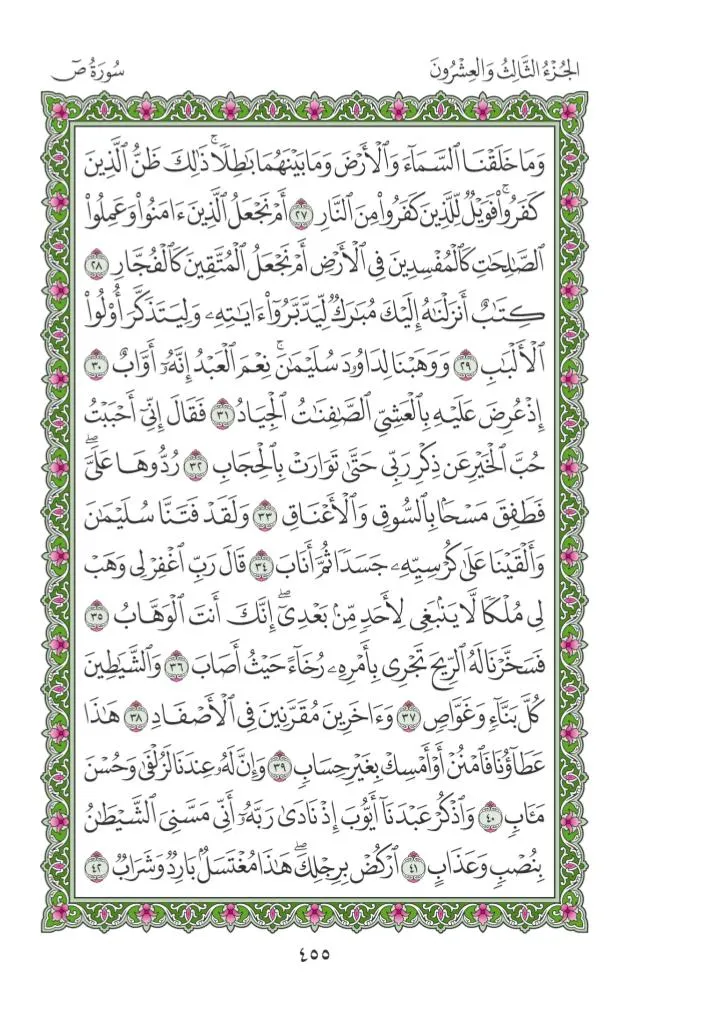 الجُزْءُ الثَّالِثُ وَالْعِشْرُونَ
سُورَةُ صٓ
وَمَا خَلَقْنَا ٱلسَّمَآءَ وَٱلْأَرْضَ وَمَا بَيْنَهُمَا بَٰطِلًاۚ ذَٰلِكَ ظَنُّ ٱلَّذِينَ
كَفَرُوا۟ۚ فَوَيْلٌ لِّلَّذِينَ كَفَرُوا۟ مِنَ ٱلنَّارِ ٢٧ أَمْ نَجْعَلُ ٱلَّذِينَ ءَامَنُوا۟ وَعَمِلُوا۟
ٱلصَّٰلِحَٰتِ كَٱلْمُفْسِدِينَ فِى ٱلْأَرْضِ أَمْ نَجْعَلُ ٱلْمُتَّقِينَ كَٱلْفُجَّارِ ٢٨
كِتَٰبٌ أَنزَلْنَٰهُ إِلَيْكَ مُبَٰرَكٌ لِّيَدَّبَّرُوٓا۟ ءَايَٰتِهِۦ وَلِيَتَذَكَّرَ أُو۟لُوا۟
ٱلْأَلْبَٰبِ ٢٩ وَوَهَبْنَا لِدَاوُۥدَ سُلَيْمَٰنَۚ نِعْمَ ٱلْعَبْدُ إِنَّهُۥٓ أَوَّابٌ ٣٠
إِذْ عُرِضَ عَلَيْهِ بِٱلْعَشِىِّ ٱلصَّٰفِنَٰتُ ٱلْجِيَادُ ٣١ فَقَالَ إِنِّىٓ أَحْبَبْتُ
حُبَّ ٱلْخَيْرِ عَن ذِكْرِ رَبِّى حَتَّىٰ تَوَارَتْ بِٱلْحِجَابِ ٣٢ رُدُّوهَا عَلَىَّۖ
فَطَفِقَ مَسْحًۢا بِٱلسُّوقِ وَٱلْأَعْنَاقِ ٣٣ وَلَقَدْ فَتَنَّا سُلَيْمَٰنَ
وَأَلْقَيْنَا عَلَىٰ كُرْسِيِّهِۦ جَسَدًا ثُمَّ أَنَابَ ٣٤ قَالَ رَبِّ ٱغْفِرْ لِى وَهَبْ
لِى مُلْكًا لَّا يَنۢبَغِى لِأَحَدٍ مِّنۢ بَعْدِىٓۖ إِنَّكَ أَنتَ ٱلْوَهَّابُ ٣٥
فَسَخَّرْنَا لَهُ ٱلرِّيحَ تَجْرِى بِأَمْرِهِۦ رُخَآءً حَيْثُ أَصَابَ ٣٦ وَٱلشَّيَٰطِينَ
كُلَّ بَنَّآءٍ وَغَوَّاصٍ ٣٧ وَءَاخَرِينَ مُقَرَّنِينَ فِى ٱلْأَصْفَادِ ٣٨ هَٰذَا
عَطَآؤُنَا فَٱمْنُنْ أَوْ أَمْسِكْ بِغَيْرِ حِسَابٍ ٣٩ وَإِنَّ لَهُۥ عِندَنَا لَزُلْفَىٰ وَحُسْنَ
مَـَٔابٍ ٤٠ وَٱذْكُرْ عَبْدَنَآ أَيُّوبَ إِذْ نَادَىٰ رَبَّهُۥٓ أَنِّى مَسَّنِىَ ٱلشَّيْطَٰنُ
بِنُصْبٍ وَعَذَابٍ ٤١ ٱرْكُضْ بِرِجْلِكَۖ هَٰذَا مُغْتَسَلٌۢ بَارِدٌ وَشَرَابٌ ٤٢
٤٥٥